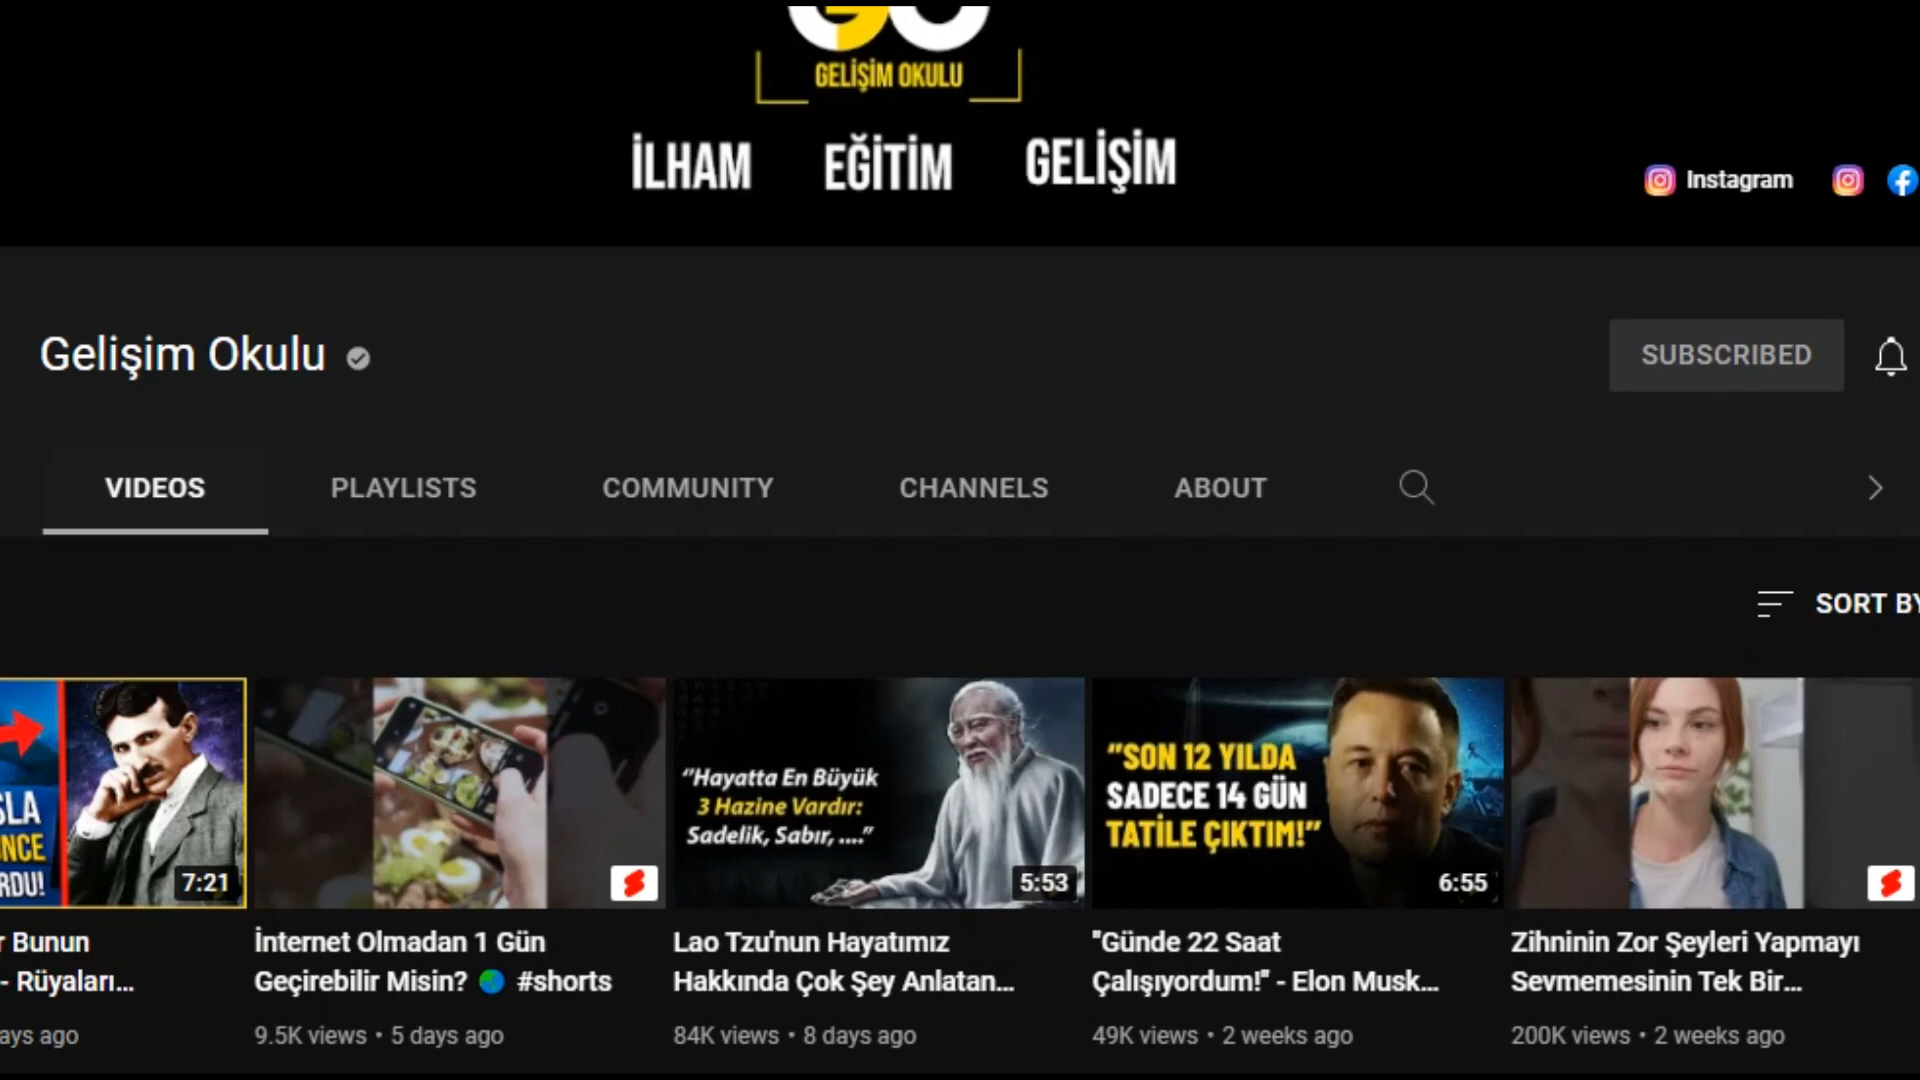 GO
GELİŞİM OKULU
İLHAM EĞİTİM GELİŞİM
Instagram
Gelişim Okulu
SUBSCRIBED
VIDEOS PLAYLISTS COMMUNITY CHANNELS ABOUT
SORT BY
7:21
"Hayatta En Büyük
3 Hazine Vardır:
Sadelik, Sabır, ...."
5:53
"SON 12 YILDA
SADECE 14 GÜN
TATİLE ÇIKTIM!"
6:55
r Bunun
- Rüyaları...
ays ago
İnternet Olmadan 1 Gün
Geçirebilir Misin? 🌍 #shorts
9.5K views • 5 days ago
Lao Tzu'nun Hayatımız
Hakkında Çok Şey Anlatan...
84K views • 8 days ago
"Günde 22 Saat
Çalışıyordum!" - Elon Musk...
49K views • 2 weeks ago
Zihninin Zor Şeyleri Yapmayı
Sevmemesinin Tek Bir...
200K views • 2 weeks ago